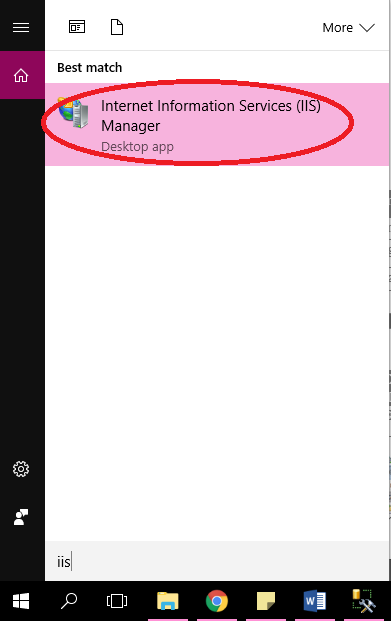 More
Best match
Internet Information Services (IIS)
Manager
Desktop app
iis